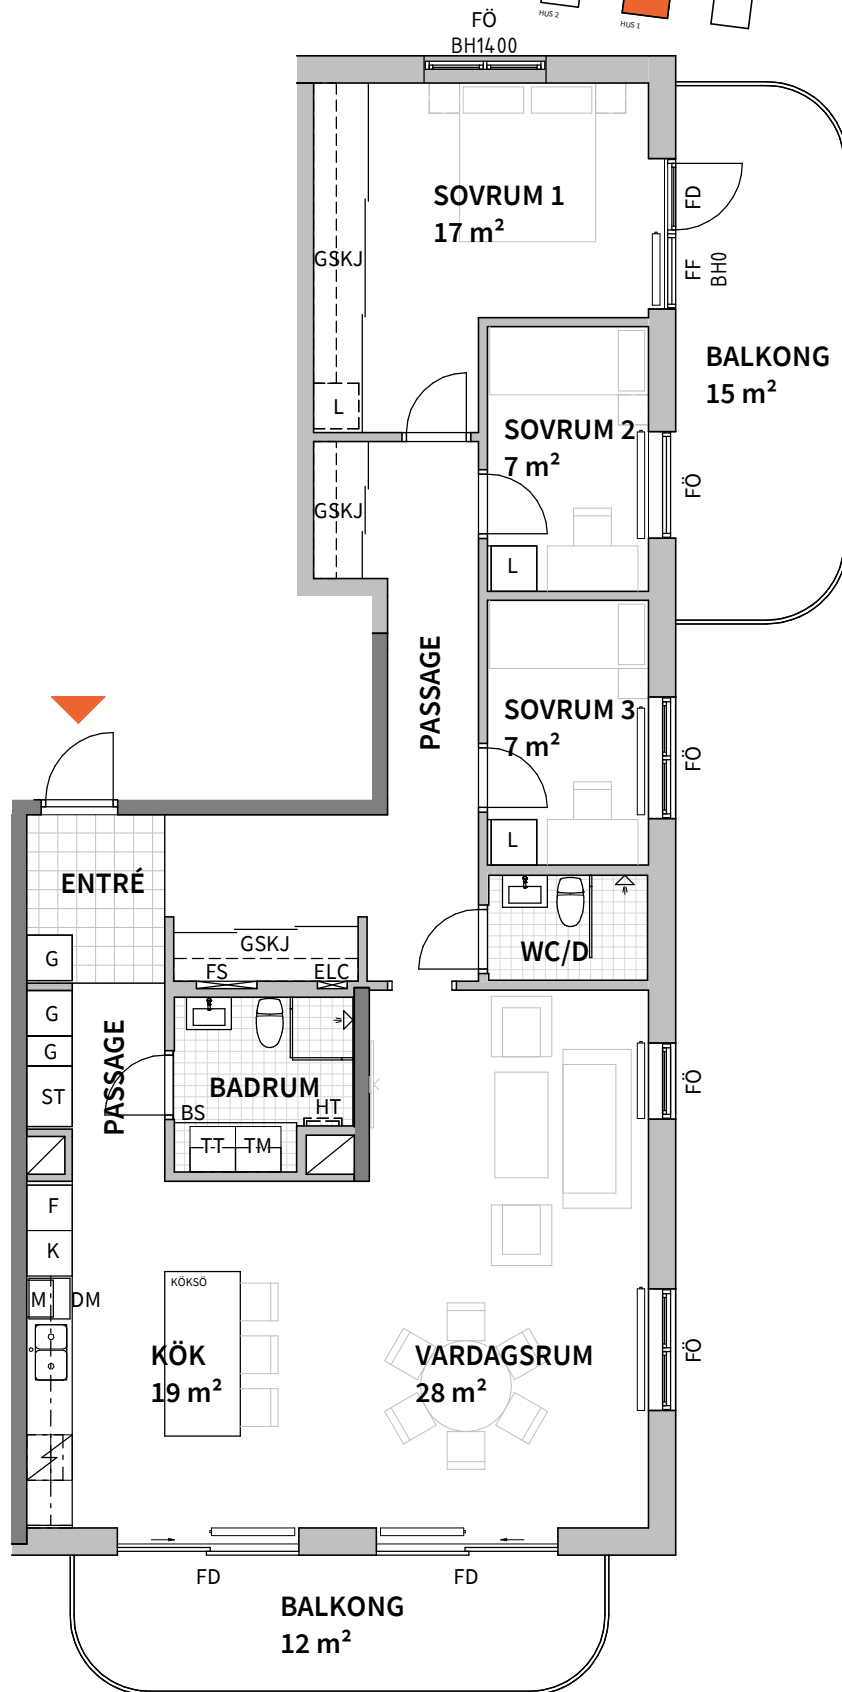 HUS 2
HUS 1
FÖ
BH1400
SOVRUM 1
17 m²
FD
GSKJ
FF
BH0
BALKONG
15 m²
L
SOVRUM 2
7 m²
FÖ
GSKJ
L
PASSAGE
SOVRUM 3
7 m²
FÖ
L
ENTRÉ
GSKJ
WC/D
G
FS
ELC
G
G
PASSAGE
BADRUM
FÖ
ST
BS
HT
TT
TM
F
K
KÖKSÖ
M
DM
KÖK
19 m²
VARDAGSRUM
28 m²
FÖ
FD
FD
BALKONG
12 m²